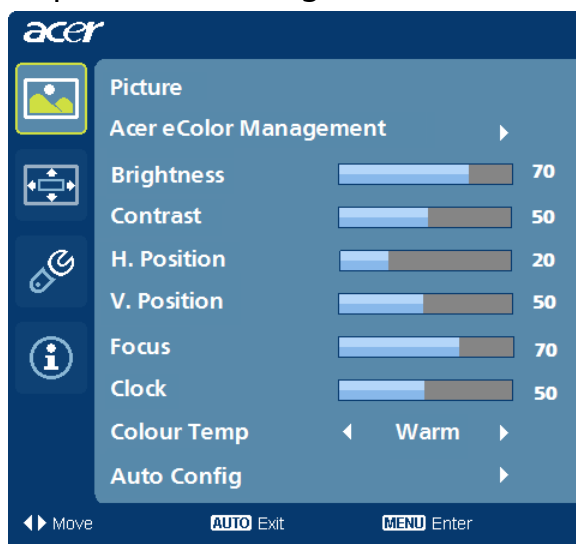 acer
Picture
Acer eColor Management
Brightness 70
Contrast 50
H. Position 20
V. Position 50
Focus 70
Clock 50
Colour Temp Warm
Auto Config
Move AUTO Exit MENU Enter